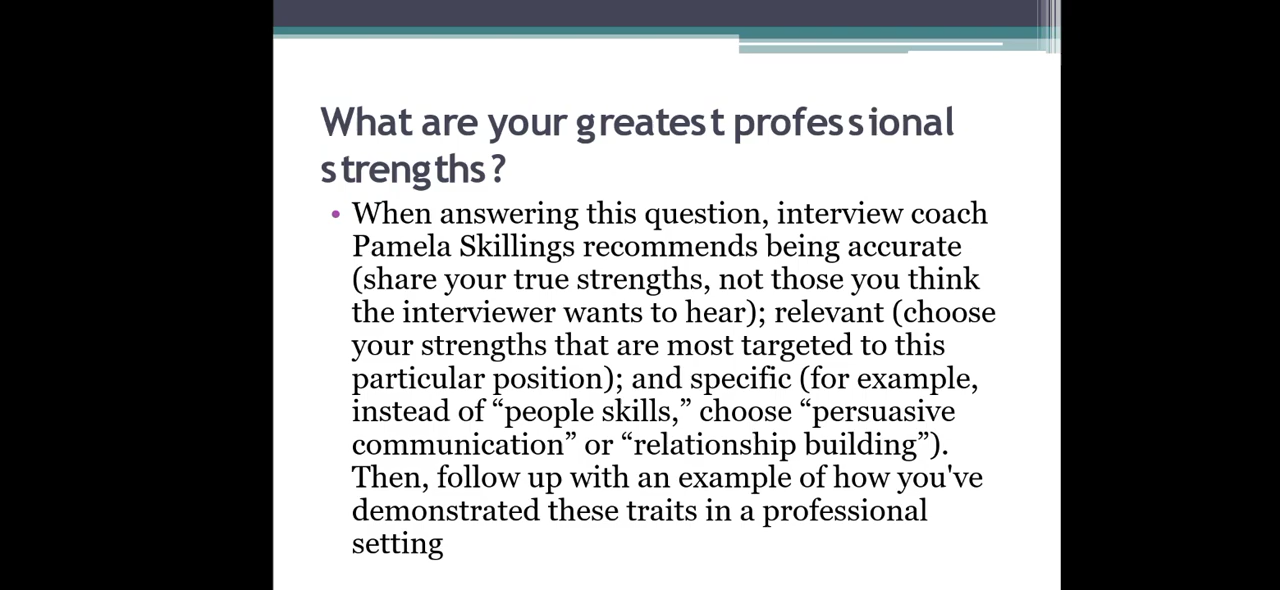 What are your greatest professional
strengths?
• When answering this question, interview coach
Pamela Skillings recommends being accurate
(share your true strengths, not those you think
the interviewer wants to hear); relevant (choose
your strengths that are most targeted to this
particular position); and specific (for example,
instead of “people skills,” choose “persuasive
communication” or “relationship building”).
Then, follow up with an example of how you've
demonstrated these traits in a professional
setting